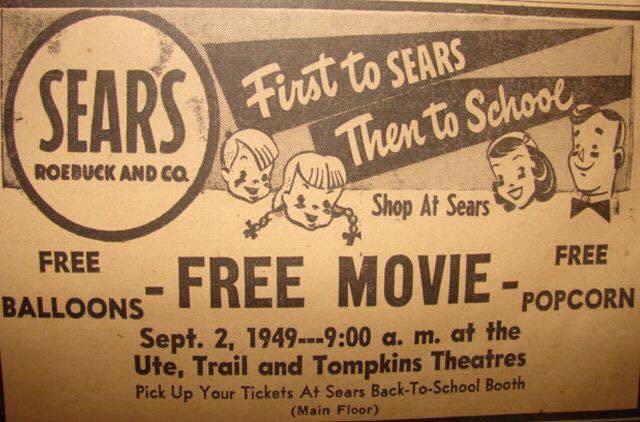 SEARS
ROEBUCK AND CO.
First to SEARS
Then to School
Shop At Sears
FREE
BALLOONS
- FREE MOVIE -
FREE
POPCORN
Sept. 2, 1949---9:00 a. m. at the
Ute, Trail and Tompkins Theatres
Pick Up Your Tickets At Sears Back-To-School Booth
(Main Floor)